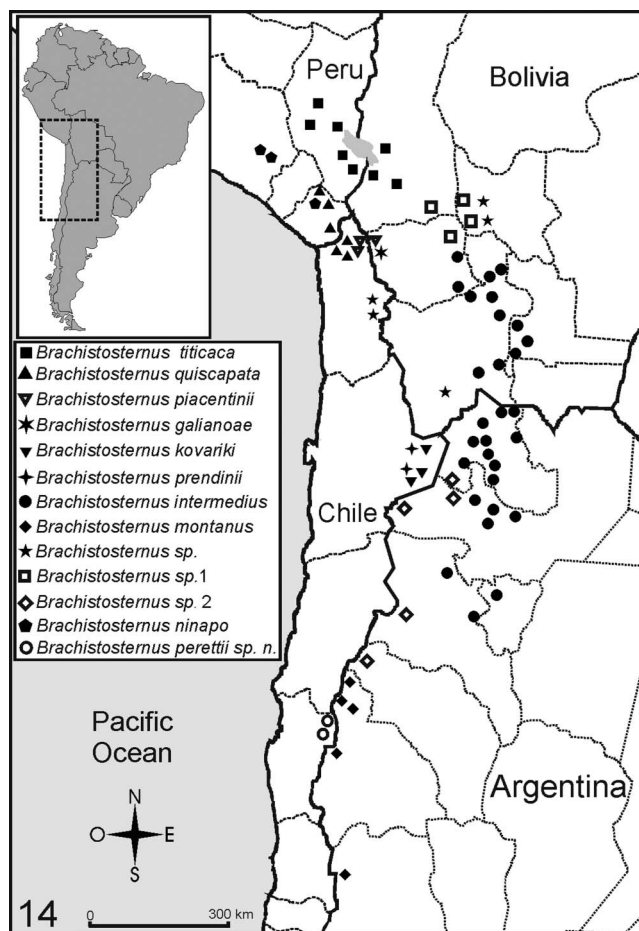 Peru
Bolivia
Brachistosternus titicaca
Brachistosternus quiscapata
Brachistosternus piacentinii
Brachistosternus galianoae
Brachistosternus kovariki
Brachistosternus prendinii
Brachistosternus intermedius
Brachistosternus montanus
Brachistosternus sp.
Brachistosternus sp.1
Brachistosternus sp. 2
Brachistosternus ninapo
Brachistosternus perettii sp. n.
Chile
Pacific
Ocean
Argentina
N
O E
S
14
0 300 km